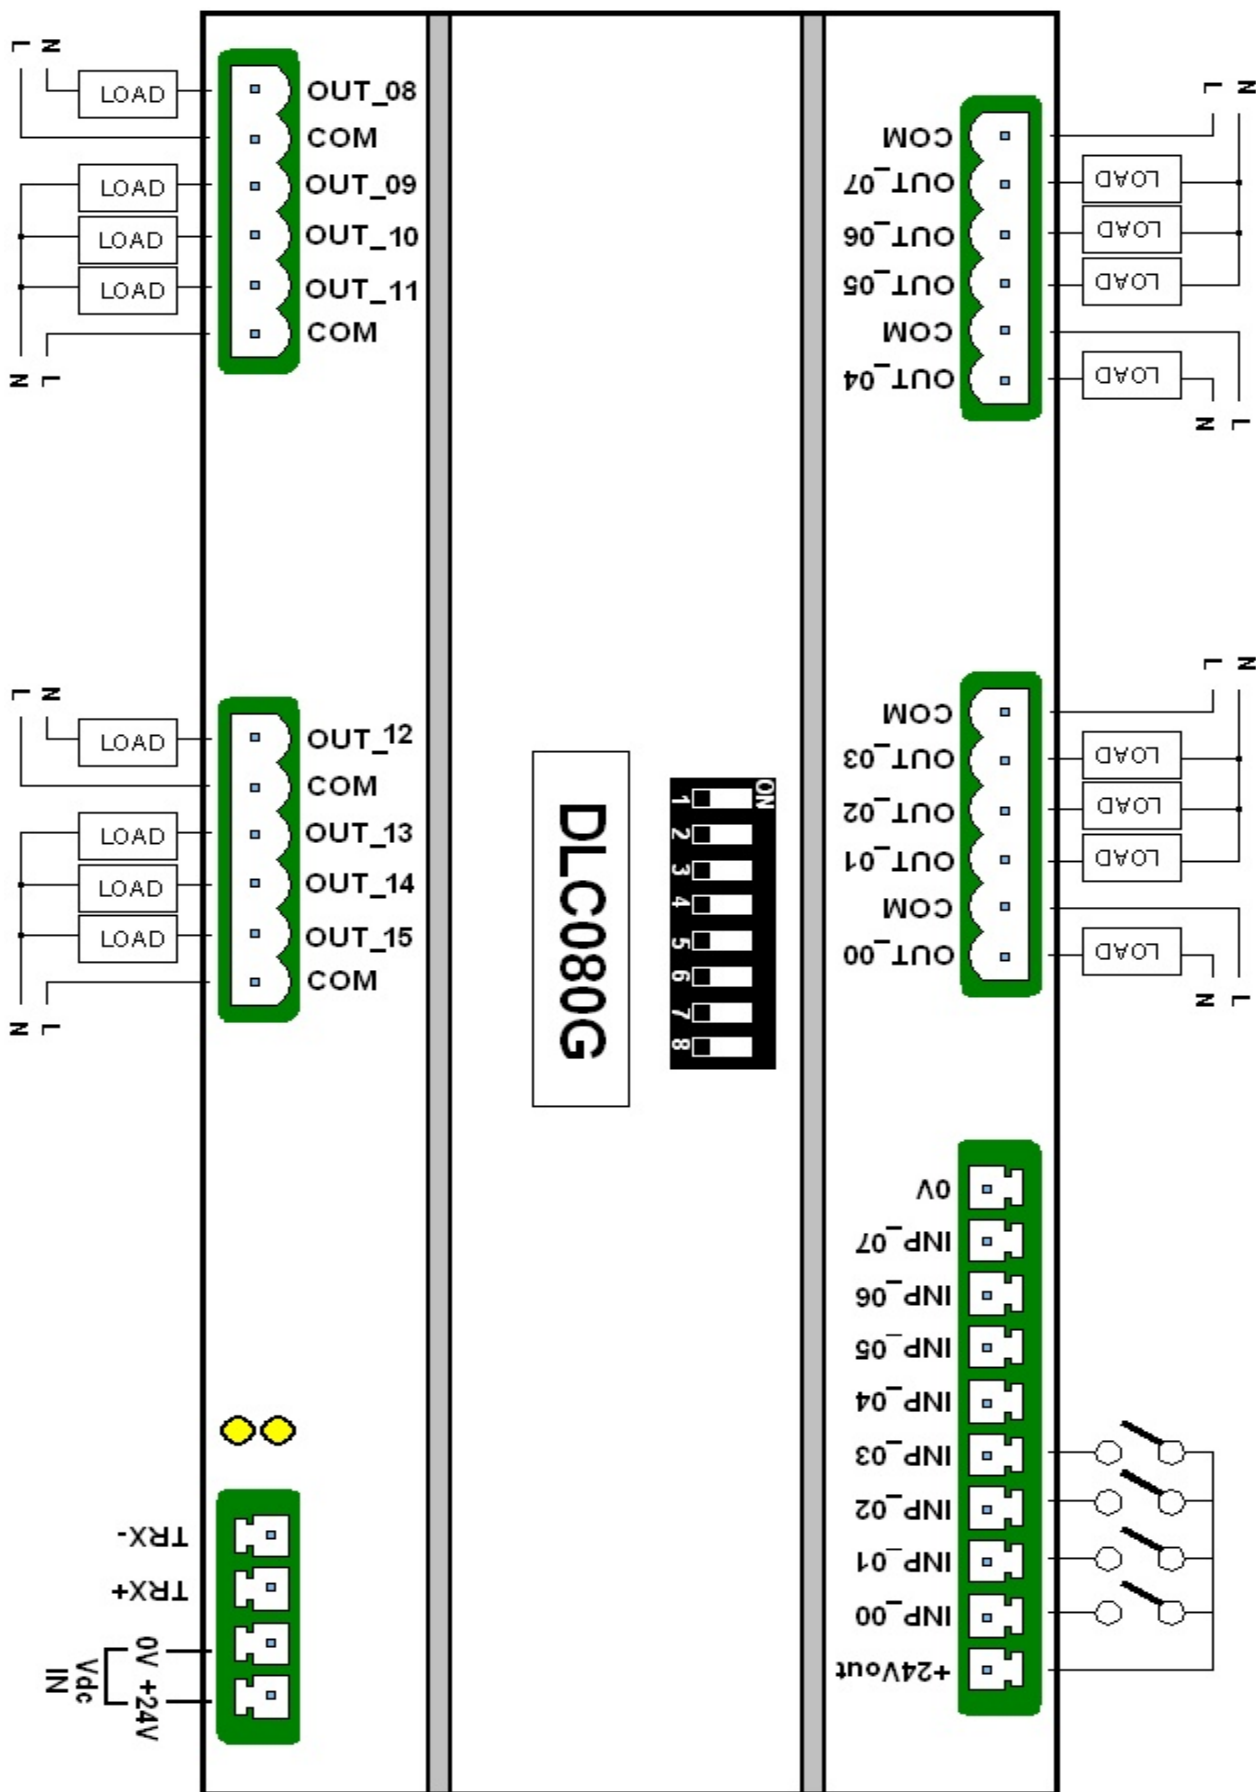 L N
LOAD OUT_08
COM
LOAD OUT_09
LOAD OUT_10
LOAD OUT_11
COM
N L
L N
LOAD OUT_12
COM
LOAD OUT_13
LOAD OUT_14
LOAD OUT_15
COM
N L
TRX-
TRX+
0V
+24V
Vdc
IN
DLC080G
ON
1
2
3
4
5
6
7
8
L N
COM
OUT_07 LOAD
OUT_06 LOAD
OUT_05 LOAD
COM
OUT_04 LOAD
N L
L N
COM
OUT_03 LOAD
OUT_02 LOAD
OUT_01 LOAD
COM
OUT_00 LOAD
N L
0V
INP_07
INP_06
INP_05
INP_04
INP_03
INP_02
INP_01
INP_00
+24Vout